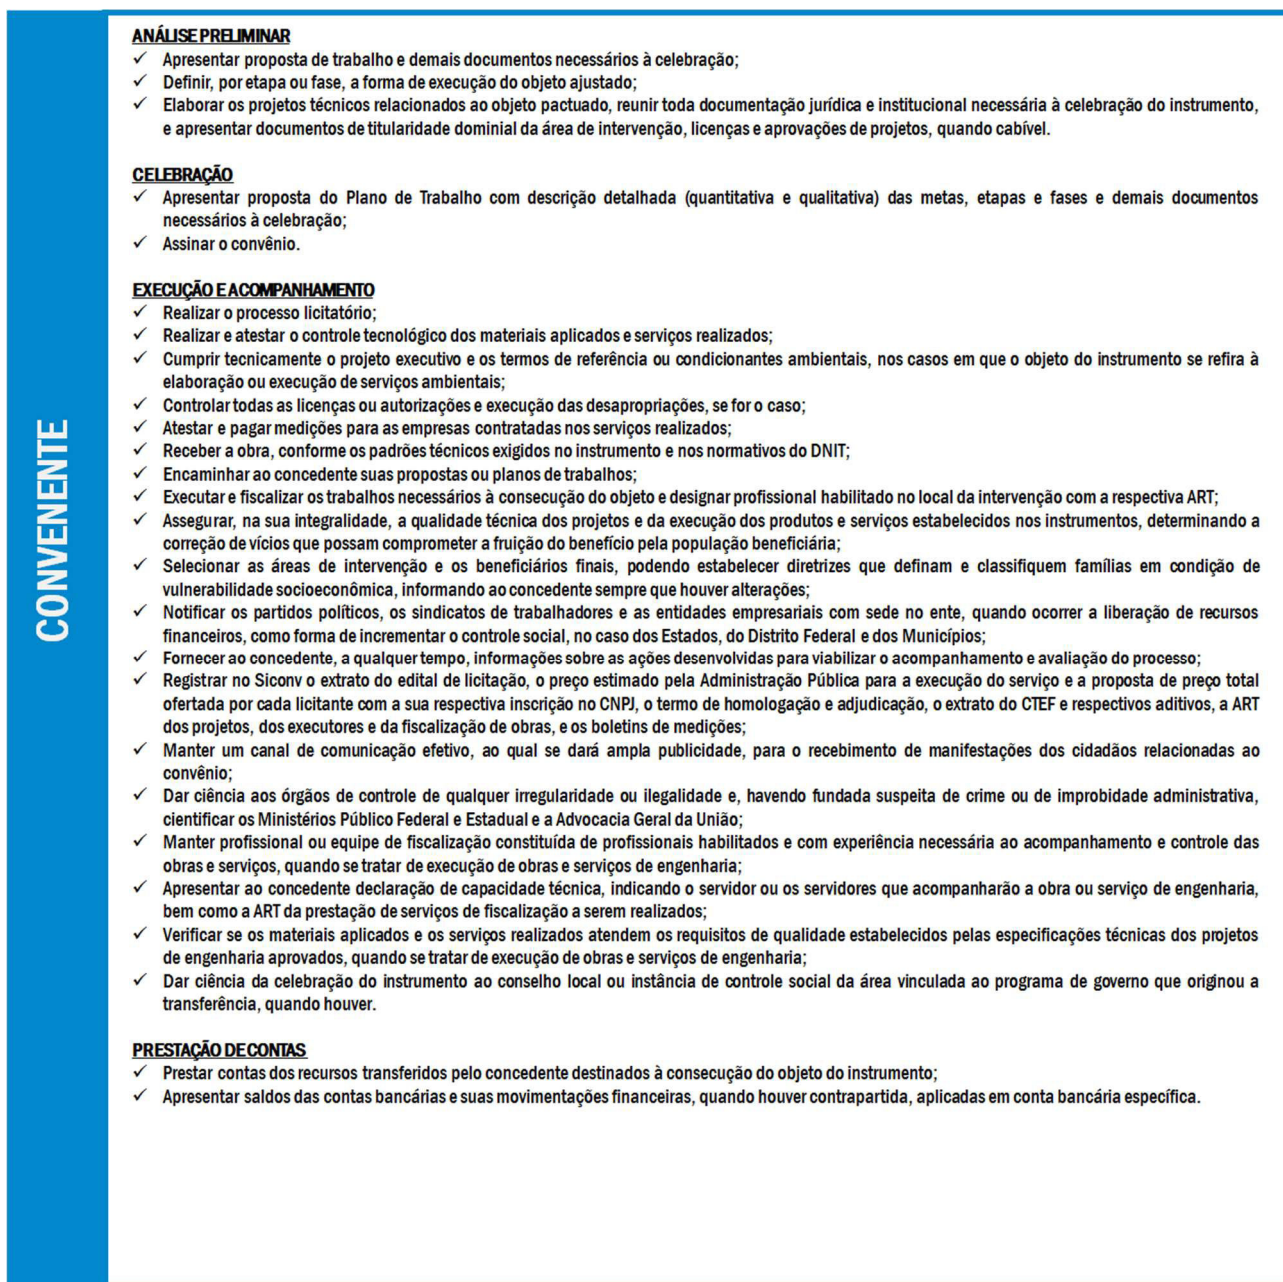 CONVENENTE
ANÁLISE PRELIMINAR
✓ Apresentar proposta de trabalho e demais documentos necessários à celebração;
✓ Definir, por etapa ou fase, a forma de execução do objeto ajustado;
✓ Elaborar os projetos técnicos relacionados ao objeto pactuado, reunir toda documentação jurídica e institucional necessária à celebração do instrumento,
e apresentar documentos de titularidade dominial da área de intervenção, licenças e aprovações de projetos, quando cabível.
CELEBRAÇÃO
✓ Apresentar proposta do Plano de Trabalho com descrição detalhada (quantitativa e qualitativa) das metas, etapas e fases e demais documentos
necessários à celebração;
✓ Assinar o convênio.
EXECUÇÃO E ACOMPANHAMENTO
✓ Realizar o processo licitatório;
✓ Realizar e atestar o controle tecnológico dos materiais aplicados e serviços realizados;
✓ Cumprir tecnicamente o projeto executivo e os termos de referência ou condicionantes ambientais, nos casos em que o objeto do instrumento se refira à
elaboração ou execução de serviços ambientais;
✓ Controlar todas as licenças ou autorizações e execução das desapropriações, se for o caso;
✓ Atestar e pagar medições para as empresas contratadas nos serviços realizados;
✓ Receber a obra, conforme os padrões técnicos exigidos no instrumento e nos normativos do DNIT;
✓ Encaminhar ao concedente suas propostas ou planos de trabalhos;
✓ Executar e fiscalizar os trabalhos necessários à consecução do objeto e designar profissional habilitado no local da intervenção com a respectiva ART;
✓ Assegurar, na sua integralidade, a qualidade técnica dos projetos e da execução dos produtos e serviços estabelecidos nos instrumentos, determinando a
correção de vícios que possam comprometer a fruição do benefício pela população beneficiária;
✓ Selecionar as áreas de intervenção e os beneficiários finais, podendo estabelecer diretrizes que definam e classifiquem famílias em condição de
vulnerabilidade socioeconômica, informando ao concedente sempre que houver alterações;
✓ Notificar os partidos políticos, os sindicatos de trabalhadores e as entidades empresariais com sede no ente, quando ocorrer a liberação de recursos
financeiros, como forma de incrementar o controle social, no caso dos Estados, do Distrito Federal e dos Municípios;
✓ Fornecer ao concedente, a qualquer tempo, informações sobre as ações desenvolvidas para viabilizar o acompanhamento e avaliação do processo;
✓ Registrar no Siconv o extrato do edital de licitação, o preço estimado pela Administração Pública para a execução do serviço e a proposta de preço total
ofertada por cada licitante com a sua respectiva inscrição no CNPJ, o termo de homologação e adjudicação, o extrato do CTEF e respectivos aditivos, a ART
dos projetos, dos executores e da fiscalização de obras, e os boletins de medições;
✓ Manter um canal de comunicação efetivo, ao qual se dará ampla publicidade, para o recebimento de manifestações dos cidadãos relacionadas ao
convênio;
✓ Dar ciência aos órgãos de controle de qualquer irregularidade ou ilegalidade e, havendo fundada suspeita de crime ou de improbidade administrativa,
cientificar os Ministérios Público Federal e Estadual e a Advocacia Geral da União;
✓ Manter profissional ou equipe de fiscalização constituída de profissionais habilitados e com experiência necessária ao acompanhamento e controle das
obras e serviços, quando se tratar de execução de obras e serviços de engenharia;
✓ Apresentar ao concedente declaração de capacidade técnica, indicando o servidor ou os servidores que acompanharão a obra ou serviço de engenharia,
bem como a ART da prestação de serviços de fiscalização a serem realizados;
✓ Verificar se os materiais aplicados e os serviços realizados atendem os requisitos de qualidade estabelecidos pelas especificações técnicas dos projetos
de engenharia aprovados, quando se tratar de execução de obras e serviços de engenharia;
✓ Dar ciência da celebração do instrumento ao conselho local ou instância de controle social da área vinculada ao programa de governo que originou a
transferência, quando houver.
PRESTAÇÃO DE CONTAS
✓ Prestar contas dos recursos transferidos pelo concedente destinados à consecução do objeto do instrumento;
✓ Apresentar saldos das contas bancárias e suas movimentações financeiras, quando houver contrapartida, aplicadas em conta bancária específica.